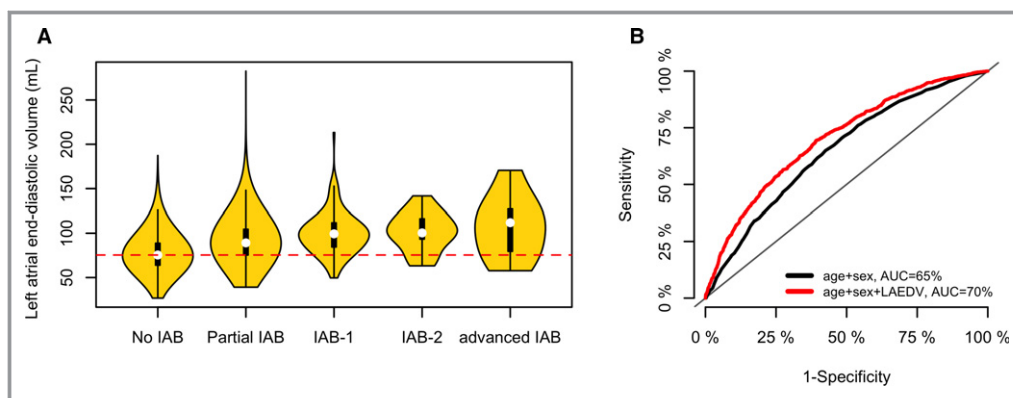 A
Left atrial end-diastolic volume (mL)
250
200
150
100
50
No IAB
Partial IAB
IAB-1
IAB-2
advanced IAB
B
Sensitivity
100 %
75 %
50 %
25 %
0 %
age+sex, AUC=65%
age+sex+LAEDV, AUC=70%
0 %
25 %
50 %
75 %
100 %
1-Specificity